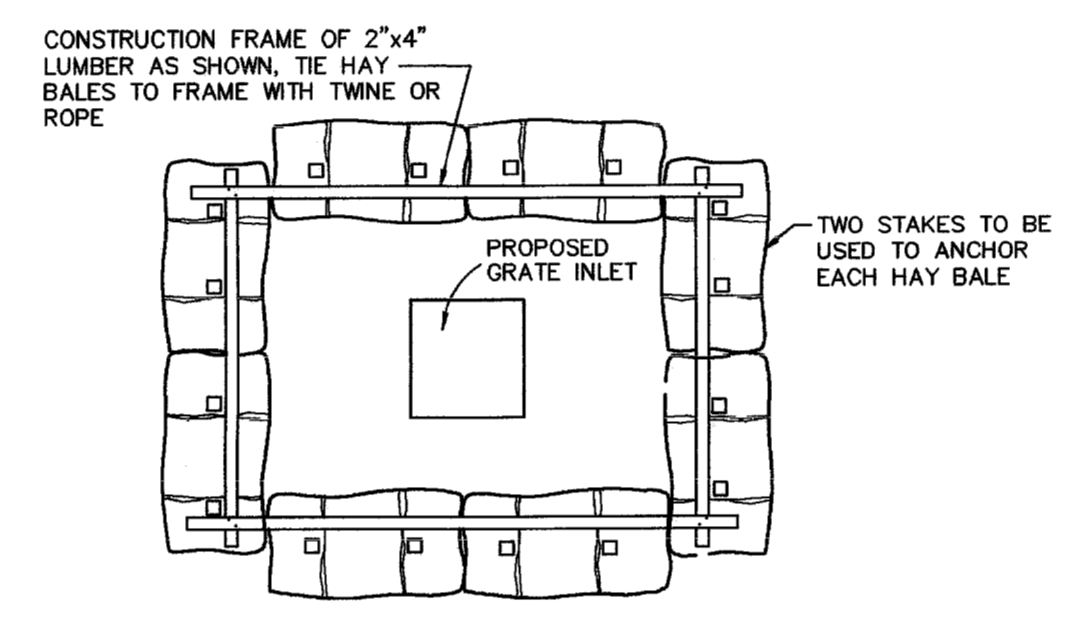 CONSTRUCTION FRAME OF 2"x4"
LUMBER AS SHOWN, TIE HAY
BALES TO FRAME WITH TWINE OR
ROPE
PROPOSED
GRATE INLET
TWO STAKES TO BE
USED TO ANCHOR
EACH HAY BALE